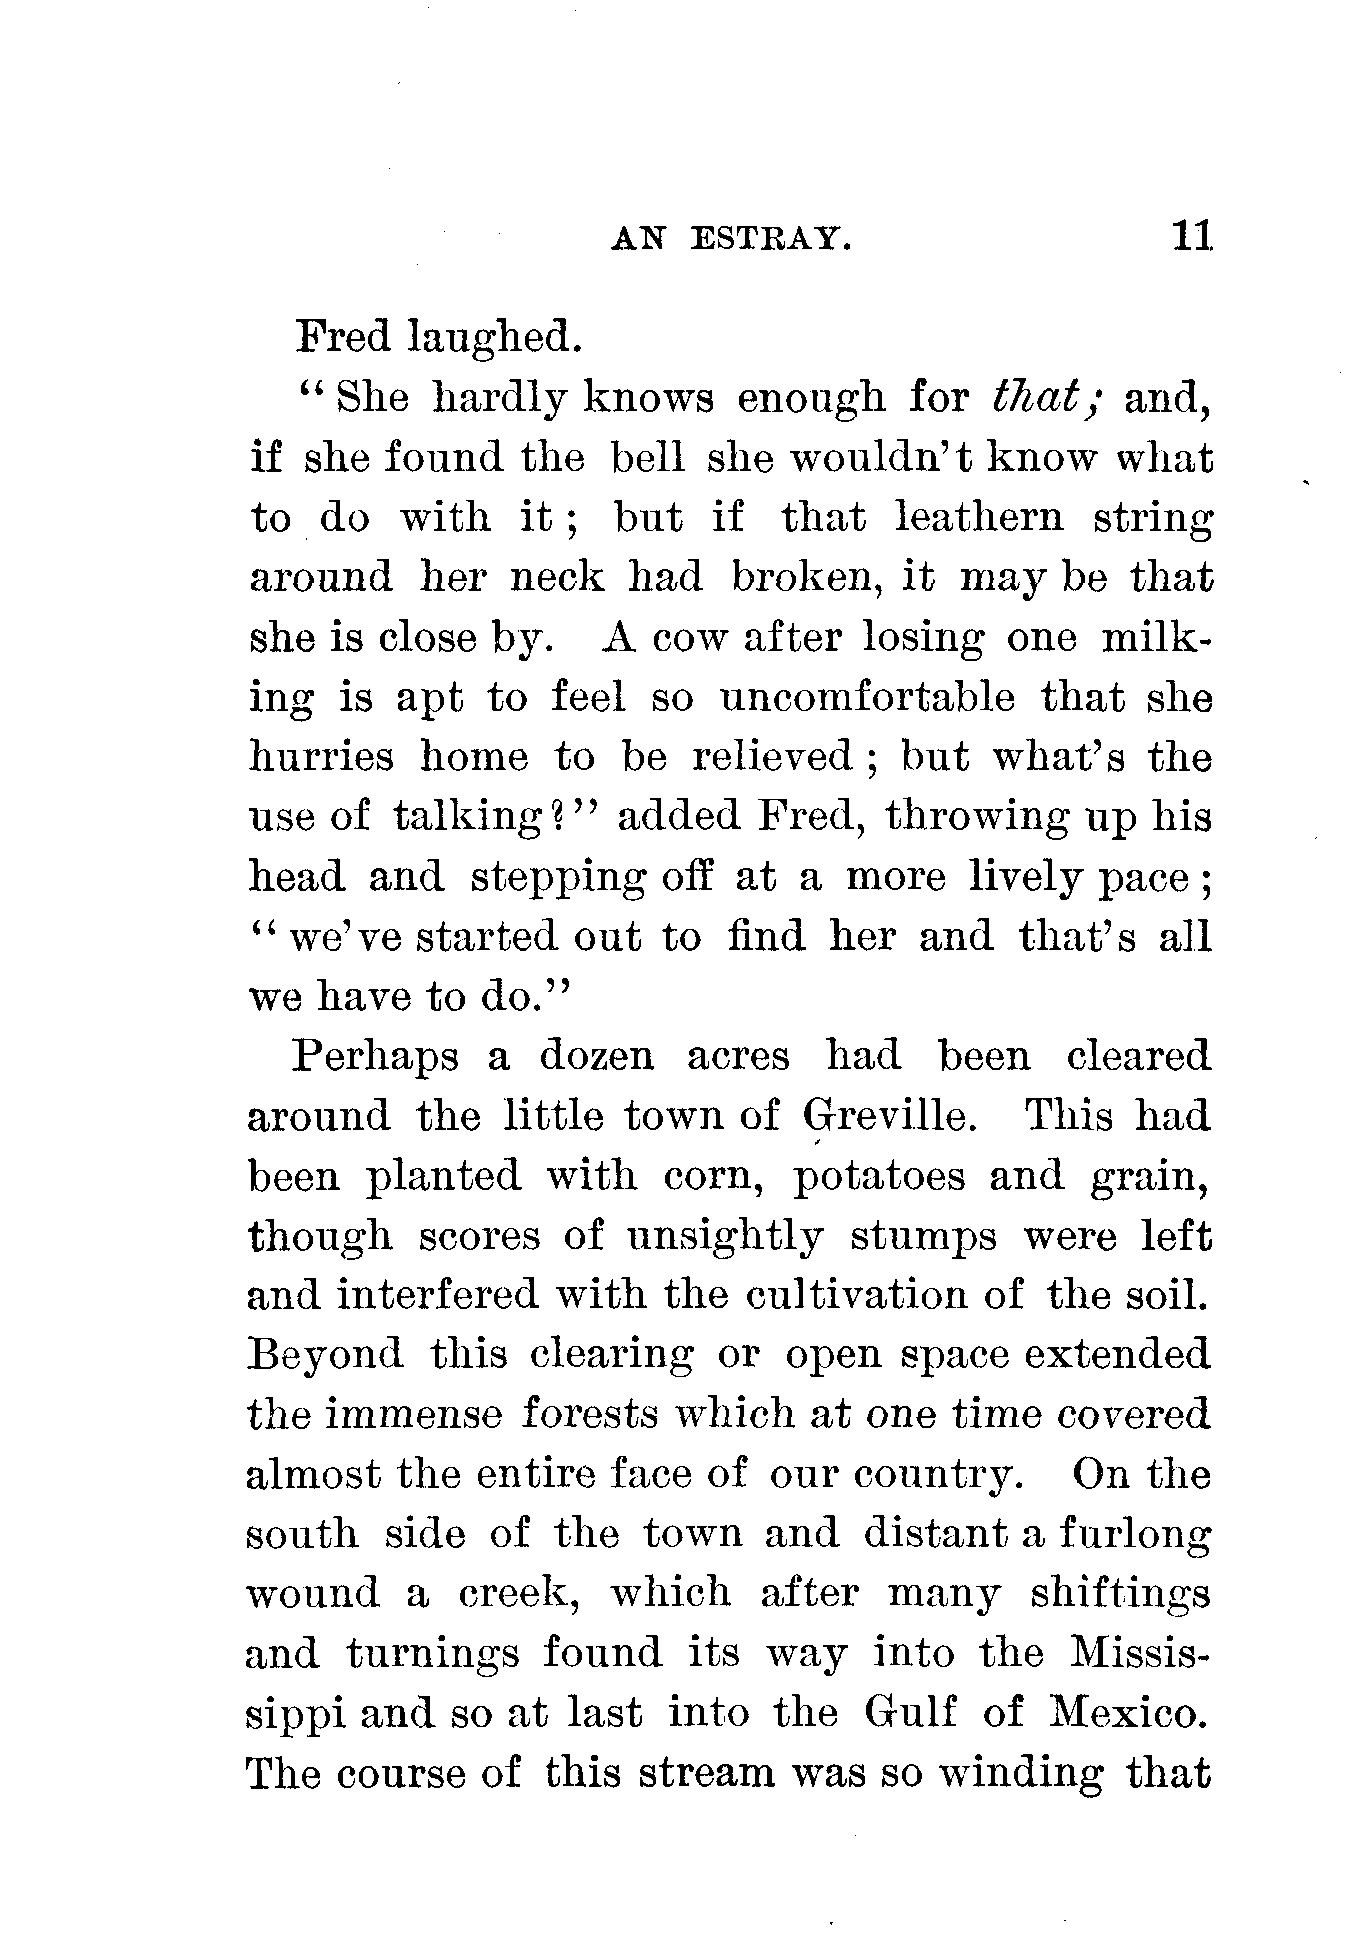 AN ESTRAY. 11
Fred laughed.
“ She hardly knows enough for that; and,
if she found the bell she wouldn’t know what
to do with it ; but if that leathern string
around her neck had broken, it may be that
she is close by. A cow after losing one milk-
ing is apt to feel so uncomfortable that she
hurries home to be relieved ; but what’s the
use of talking?” added Fred, throwing up his
head and stepping off at a more lively pace ;
“ we’ve started out to find her and that’s all
we have to do.”
Perhaps a dozen acres had been cleared
around the little town of Greville. This had
been planted with corn, potatoes and grain,
though scores of unsightly stumps were left
and interfered with the cultivation of the soil.
Beyond this clearing or open space extended
the immense forests which at one time covered
almost the entire face of our country. On the
south side of the town and distant a furlong
wound a creek, which after many shiftings
and turnings found its way into the Missis-
sippi and so at last into the Gulf of Mexico.
The course of this stream was so winding that